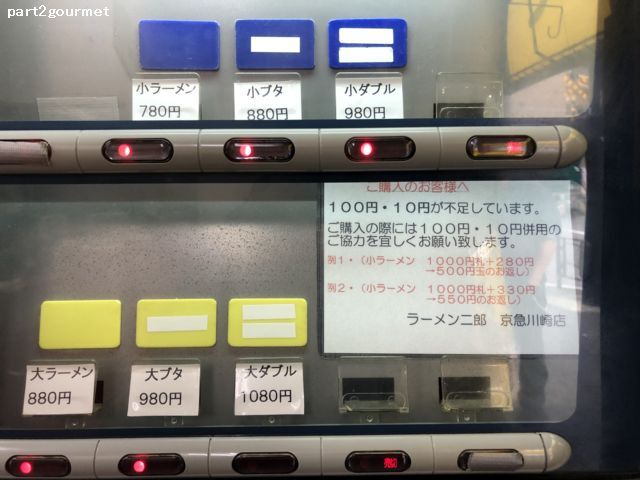 part2gourmet
小ラーメン
780円
小ブタ
880円
小ダブル
980円
ご購入のお客様へ
100円・10円が不足しています。
ご購入の際には100円・10円併用の
ご協力を宜しくお願い致します。
例1・(小ラーメン 1000円札+280円
→500円玉のお返し)
例2・(小ラーメン 1000円札+330円
→550円のお返し)
ラーメン二郎 京急川崎店
大ラーメン
880円
大ブタ
980円
大ダブル
1080円